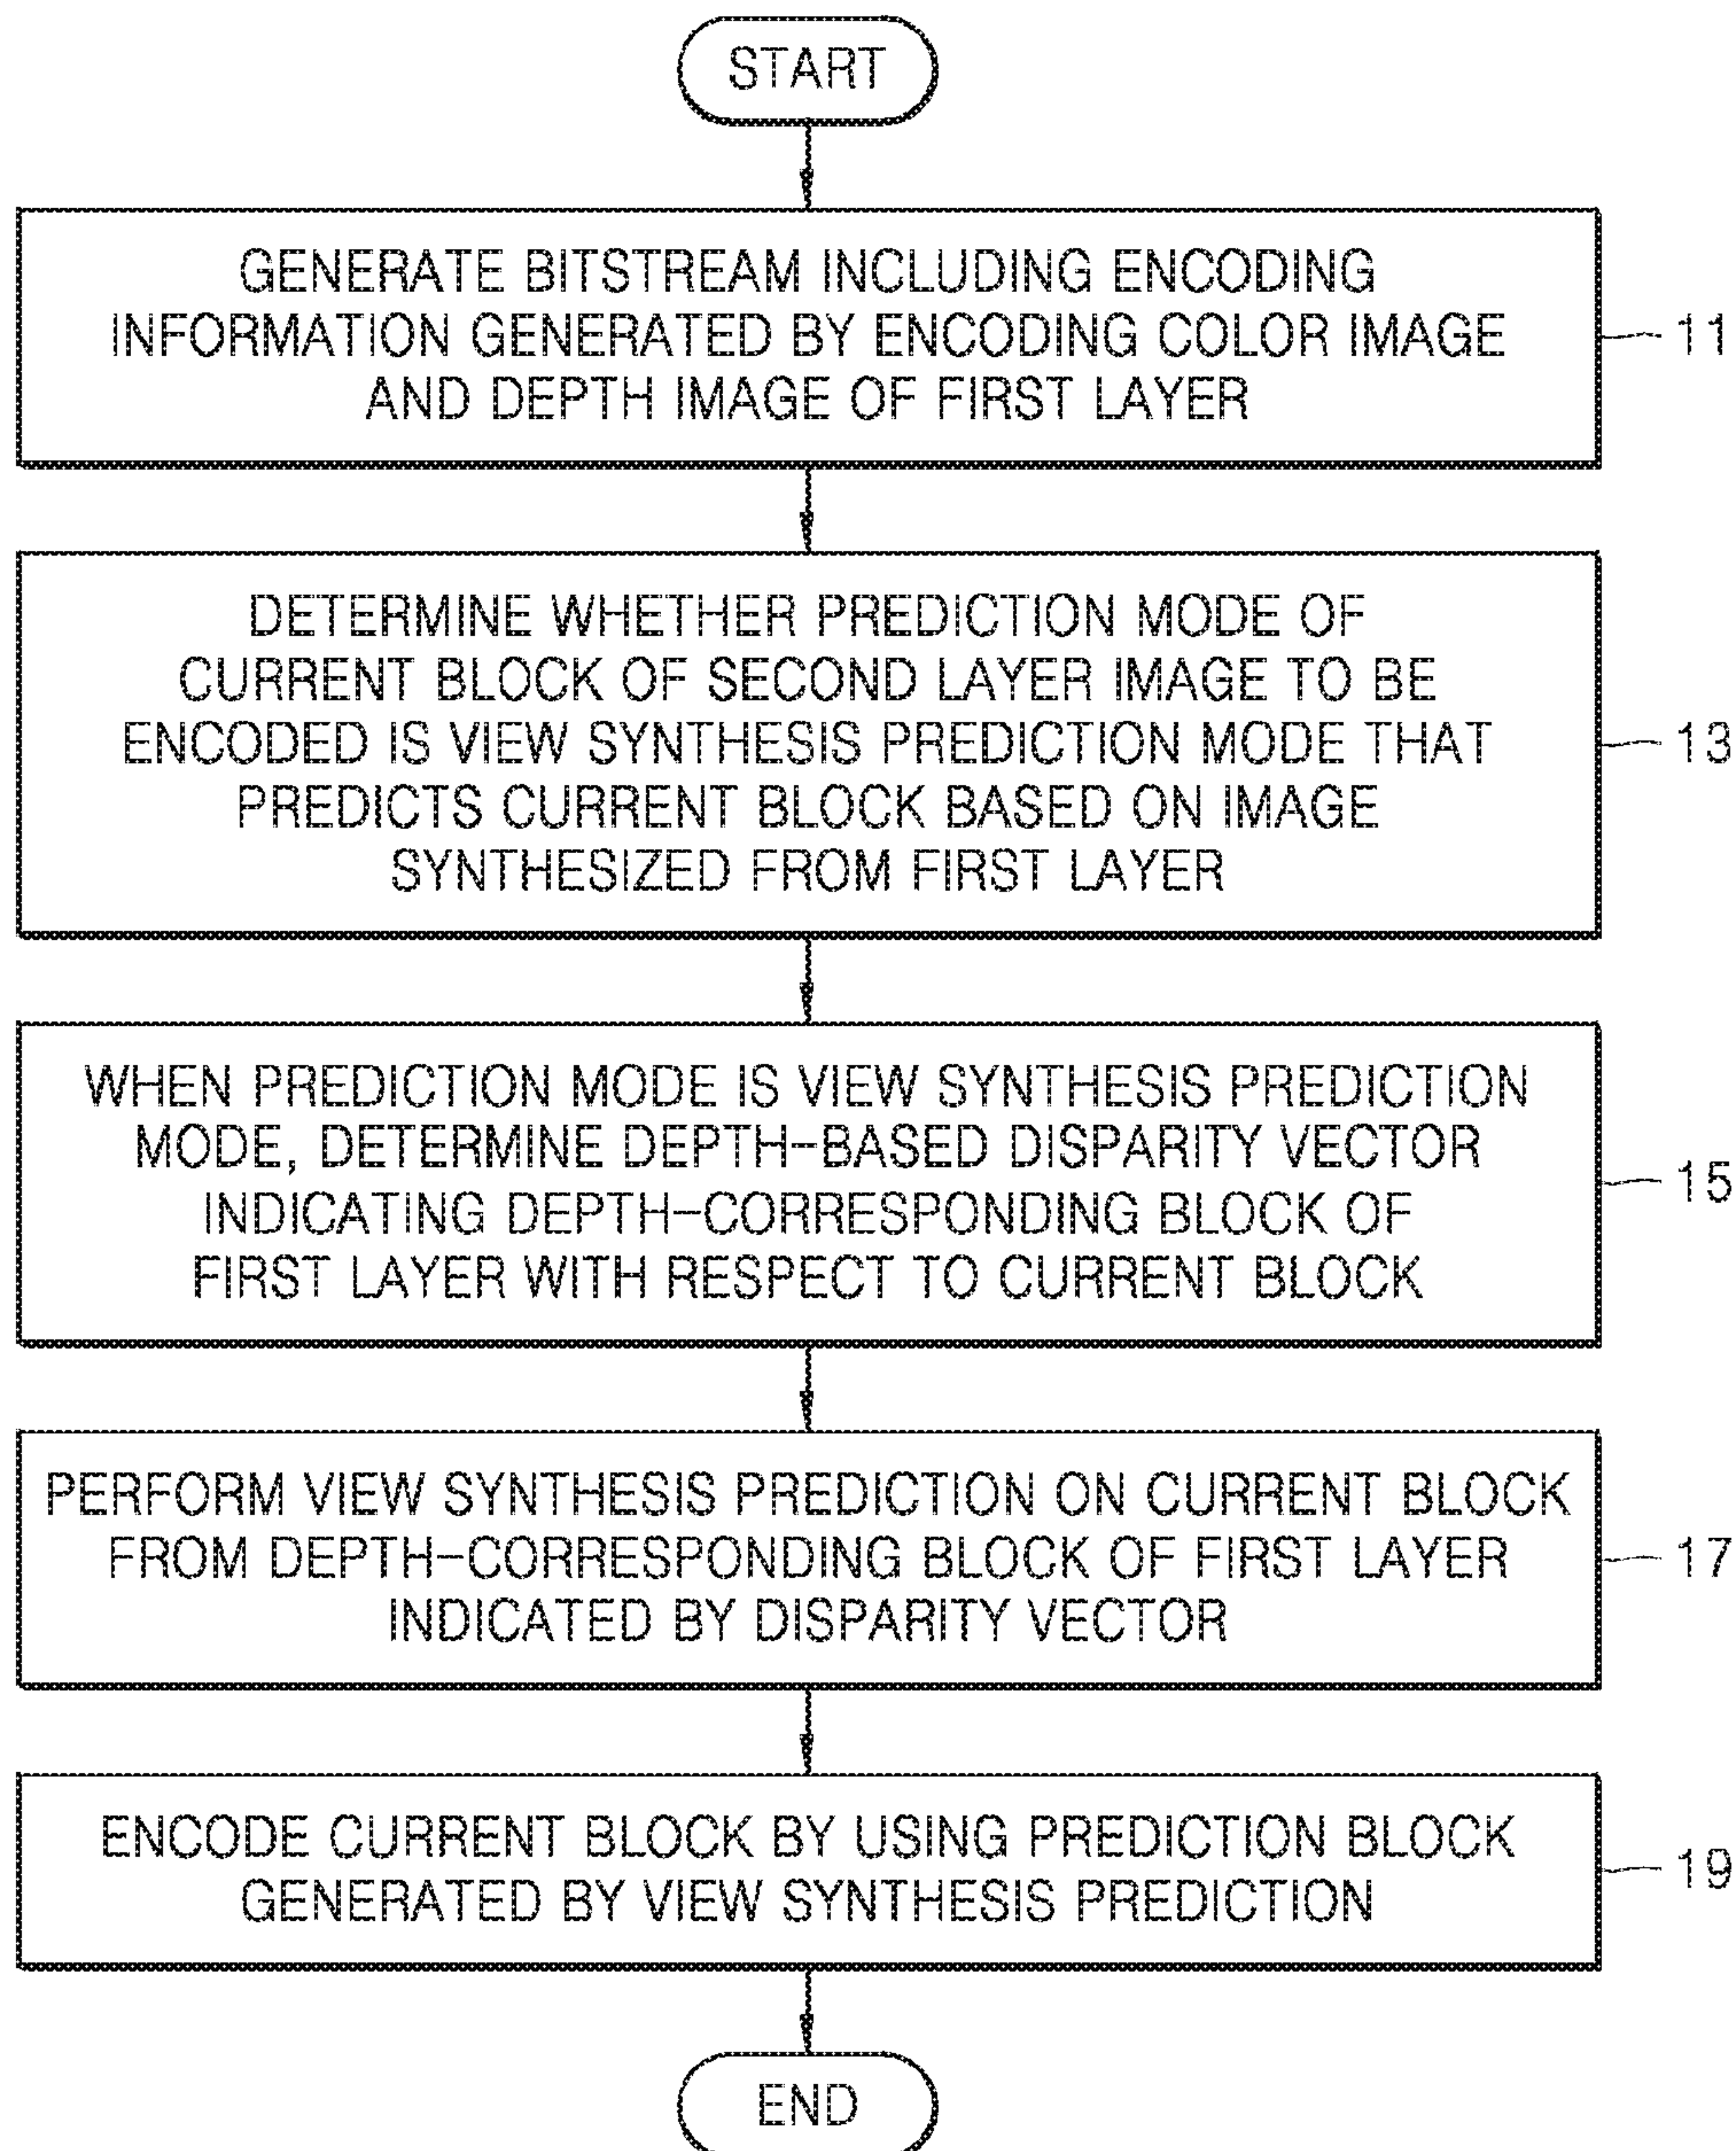 START
GENERATE BITSTREAM INCLUDING ENCODING
INFORMATION GENERATED BY ENCODING COLOR IMAGE
AND DEPTH IMAGE OF FIRST LAYER
11
DETERMINE WHETHER PREDICTION MODE OF
CURRENT BLOCK OF SECOND LAYER IMAGE TO BE
ENCODED IS VIEW SYNTHESIS PREDICTION MODE THAT
PREDICTS CURRENT BLOCK BASED ON IMAGE
SYNTHESIZED FROM FIRST LAYER
13
WHEN PREDICTION MODE IS VIEW SYNTHESIS PREDICTION
MODE, DETERMINE DEPTH-BASED DISPARITY VECTOR
INDICATING DEPTH-CORRESPONDING BLOCK OF
FIRST LAYER WITH RESPECT TO CURRENT BLOCK
15
PERFORM VIEW SYNTHESIS PREDICTION ON CURRENT BLOCK
FROM DEPTH-CORRESPONDING BLOCK OF FIRST LAYER
INDICATED BY DISPARITY VECTOR
17
ENCODE CURRENT BLOCK BY USING PREDICTION BLOCK
GENERATED BY VIEW SYNTHESIS PREDICTION
19
END